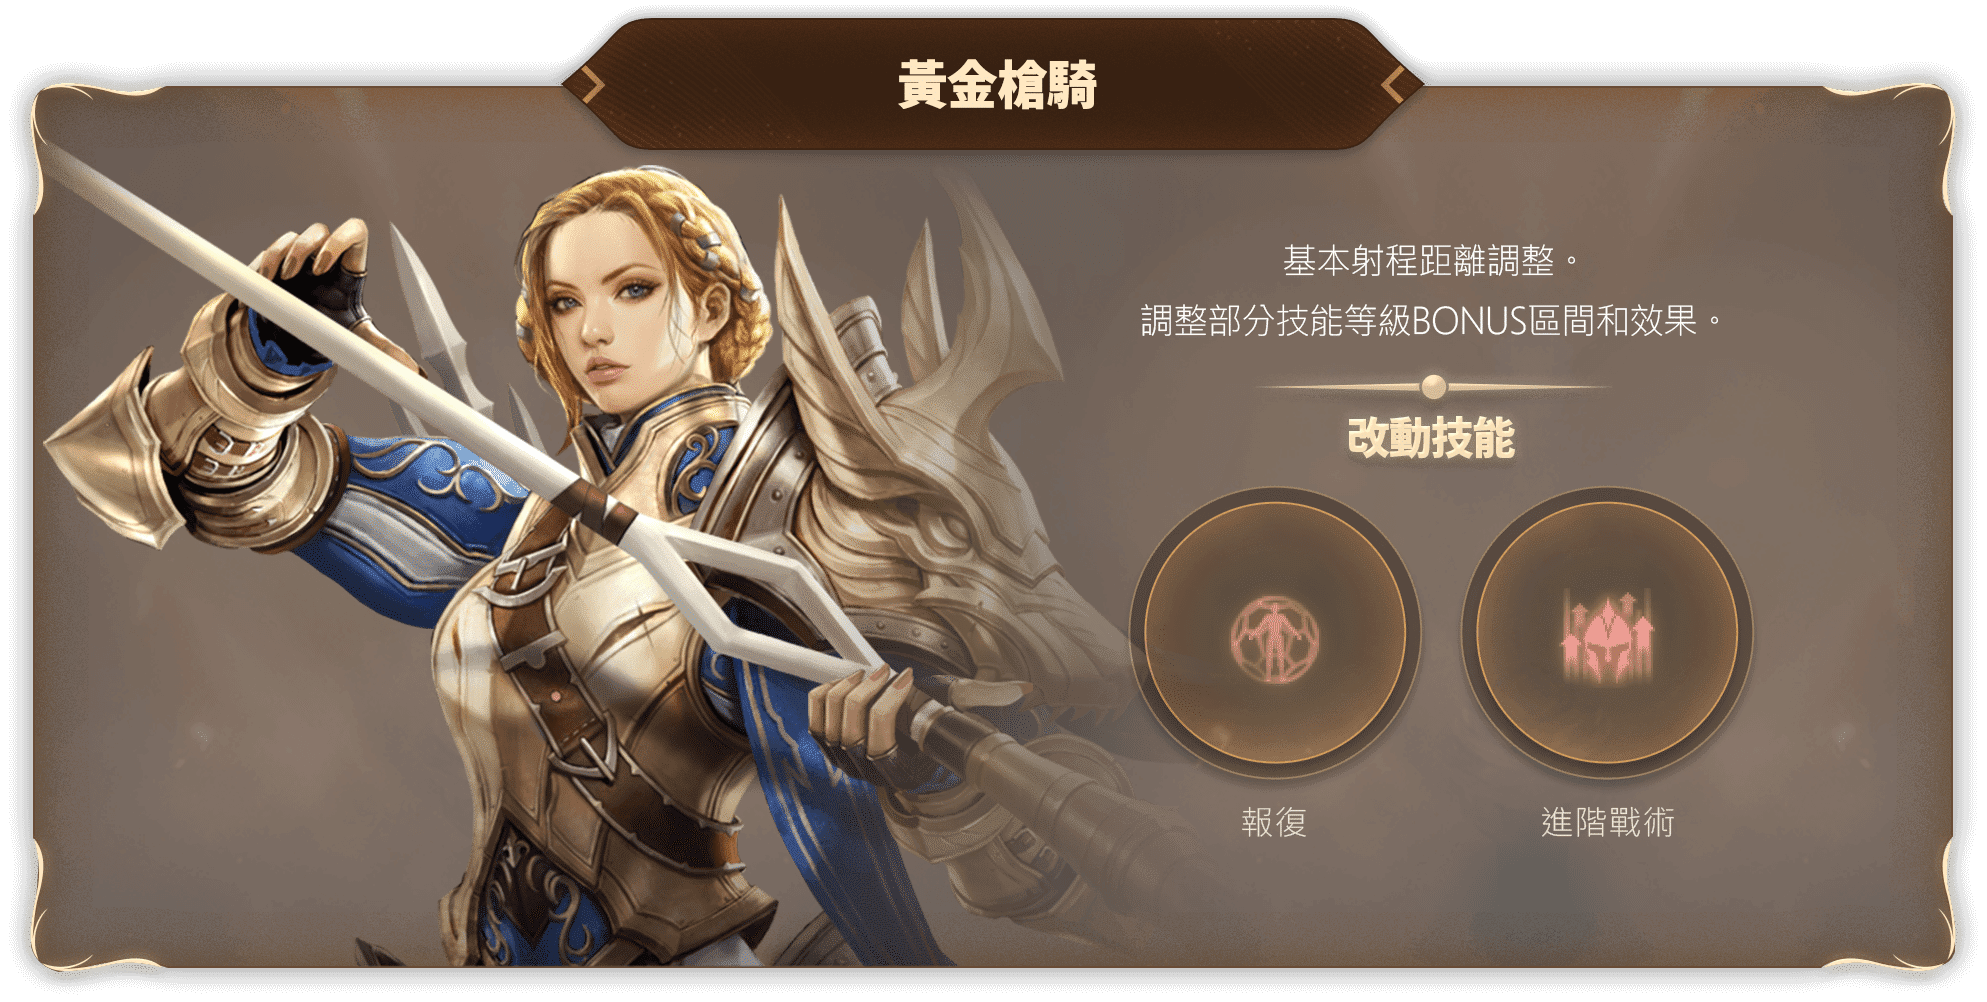 黃金槍騎
基本射程距離調整。
調整部分技能等級BONUS區間和效果。
改動技能
報復
進階戰術